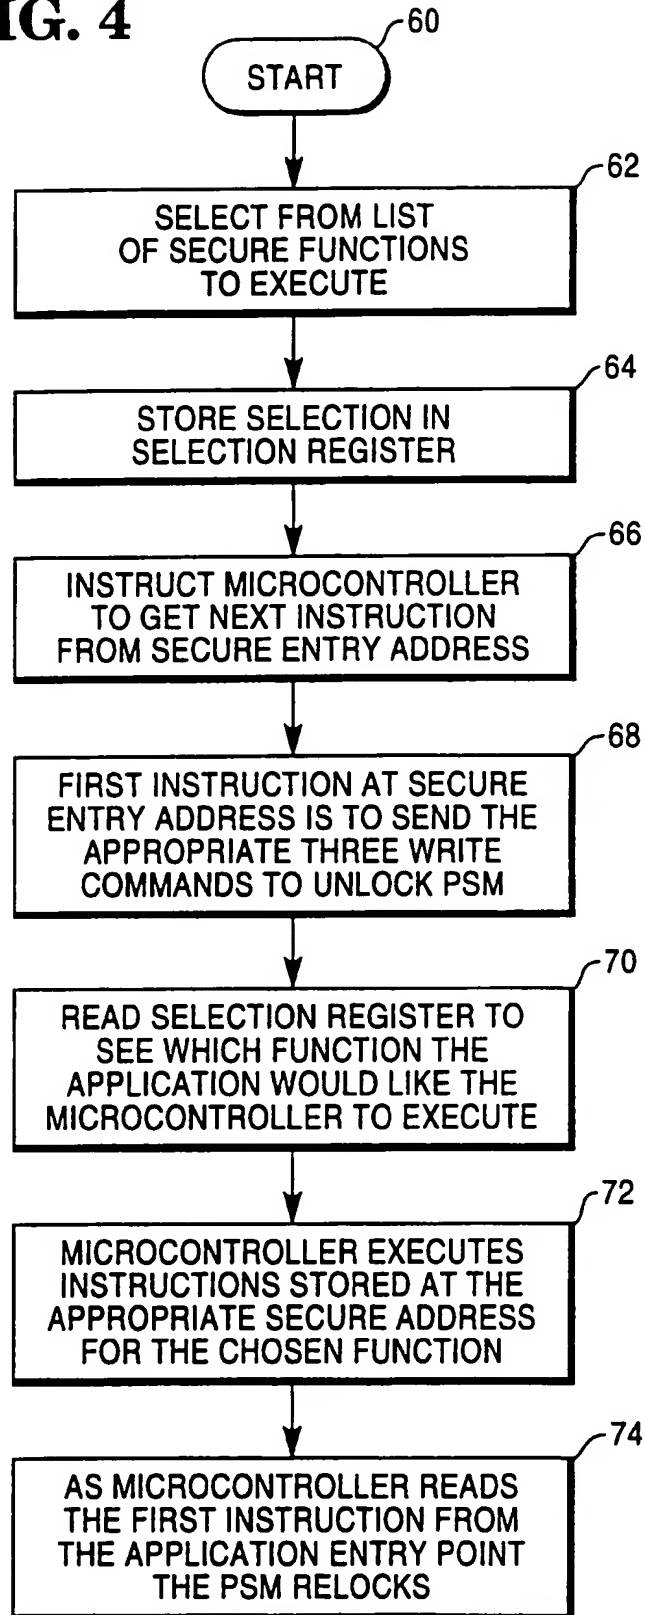 IG. 4
60
START
62
SELECT FROM LIST
OF SECURE FUNCTIONS
TO EXECUTE
64
STORE SELECTION IN
SELECTION REGISTER
66
INSTRUCT MICROCONTROLLER
TO GET NEXT INSTRUCTION
FROM SECURE ENTRY ADDRESS
68
FIRST INSTRUCTION AT SECURE
ENTRY ADDRESS IS TO SEND THE
APPROPRIATE THREE WRITE
COMMANDS TO UNLOCK PSM
70
READ SELECTION REGISTER TO
SEE WHICH FUNCTION THE
APPLICATION WOULD LIKE THE
MICROCONTROLLER TO EXECUTE
72
MICROCONTROLLER EXECUTES
INSTRUCTIONS STORED AT THE
APPROPRIATE SECURE ADDRESS
FOR THE CHOSEN FUNCTION
74
AS MICROCONTROLLER READS
THE FIRST INSTRUCTION FROM
THE APPLICATION ENTRY POINT
THE PSM RELOCKS